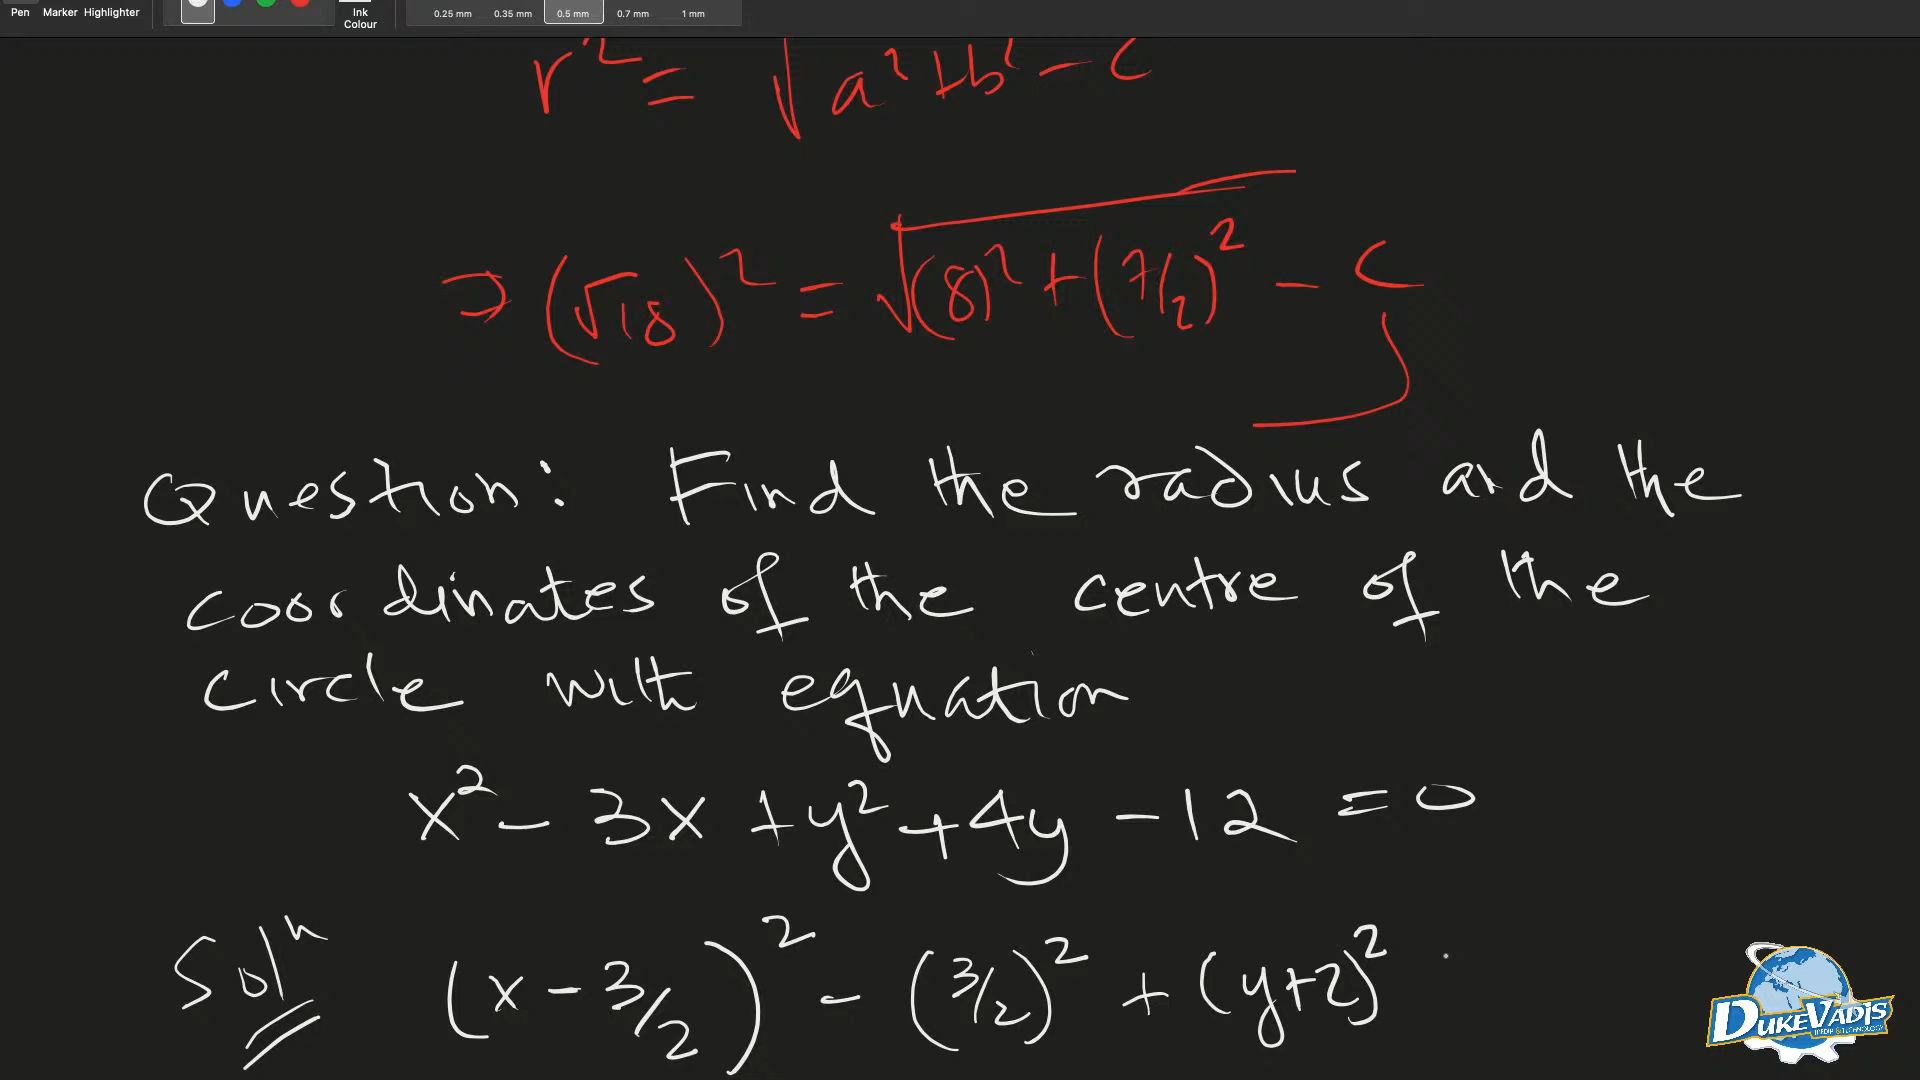 Pen Marker Highlighter Ink Colour 0.25 mm 0.35 mm 0.5 mm 0.7 mm 1 mm
r² = √a² + b² - c
⇒ (√18)² = √(8)² + (7/2)² - c
Question: Find the radius and the
coordinates of the centre of the
circle with equation
x² - 3x + y² + 4y - 12 = 0
Solⁿ (x - 3/2)² - (3/2)² + (y+2)²
DUKEVADIS
MEDIA & TECHNOLOGY